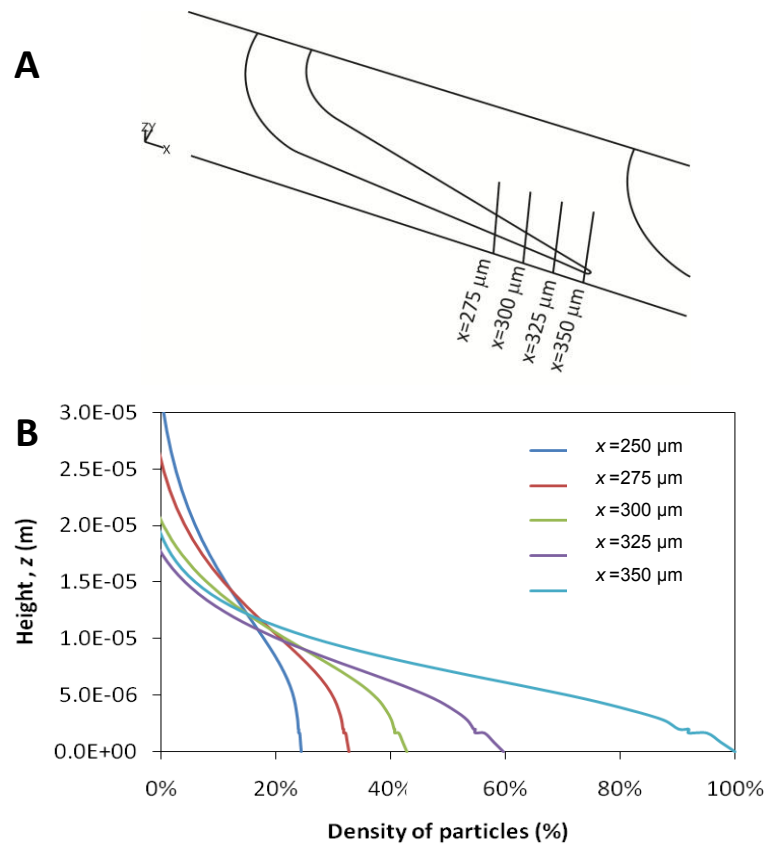 A
ZY
X
x=275 µm
x=300 µm
x=325 µm
x=350 µm
B
3.0E-05
2.5E-05
2.0E-05
1.5E-05
1.0E-05
5.0E-06
0.0E+00
Height, z (m)
x=250 µm
x=275 µm
x=300 µm
x=325 µm
x=350 µm
0% 20% 40% 60% 80% 100%
Density of particles (%)